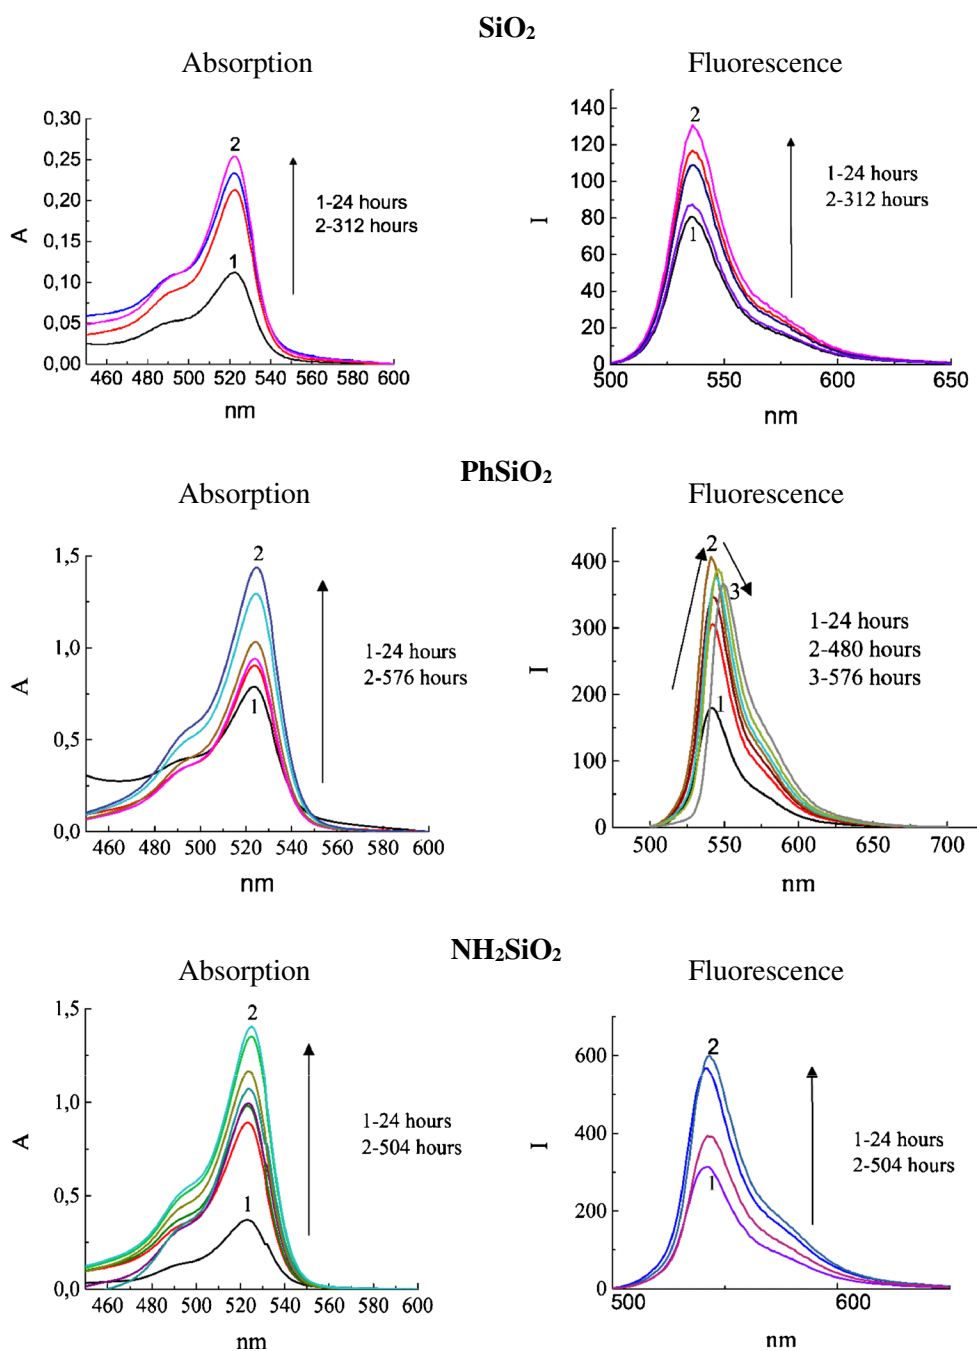 SiO2
Absorption
Fluorescence
0,30
0,25
0,20
0,15
0,10
0,05
0,00
A
2
1
1-24 hours
2-312 hours
460 480 500 520 540 560 580 600
nm
140
120
100
80
60
40
20
0
I
2
1
1-24 hours
2-312 hours
500 550 600 650
nm
PhSiO2
Absorption
Fluorescence
1,5
1,0
0,5
0,0
A
2
1
1-24 hours
2-576 hours
460 480 500 520 540 560 580 600
nm
400
300
200
100
0
I
2
3
1
1-24 hours
2-480 hours
3-576 hours
500 550 600 650 700
nm
NH2SiO2
Absorption
Fluorescence
1,5
1,0
0,5
0,0
A
2
1
1-24 hours
2-504 hours
460 480 500 520 540 560 580 600
nm
600
400
300
200
0
I
2
1
1-24 hours
2-504 hours
500 600
nm